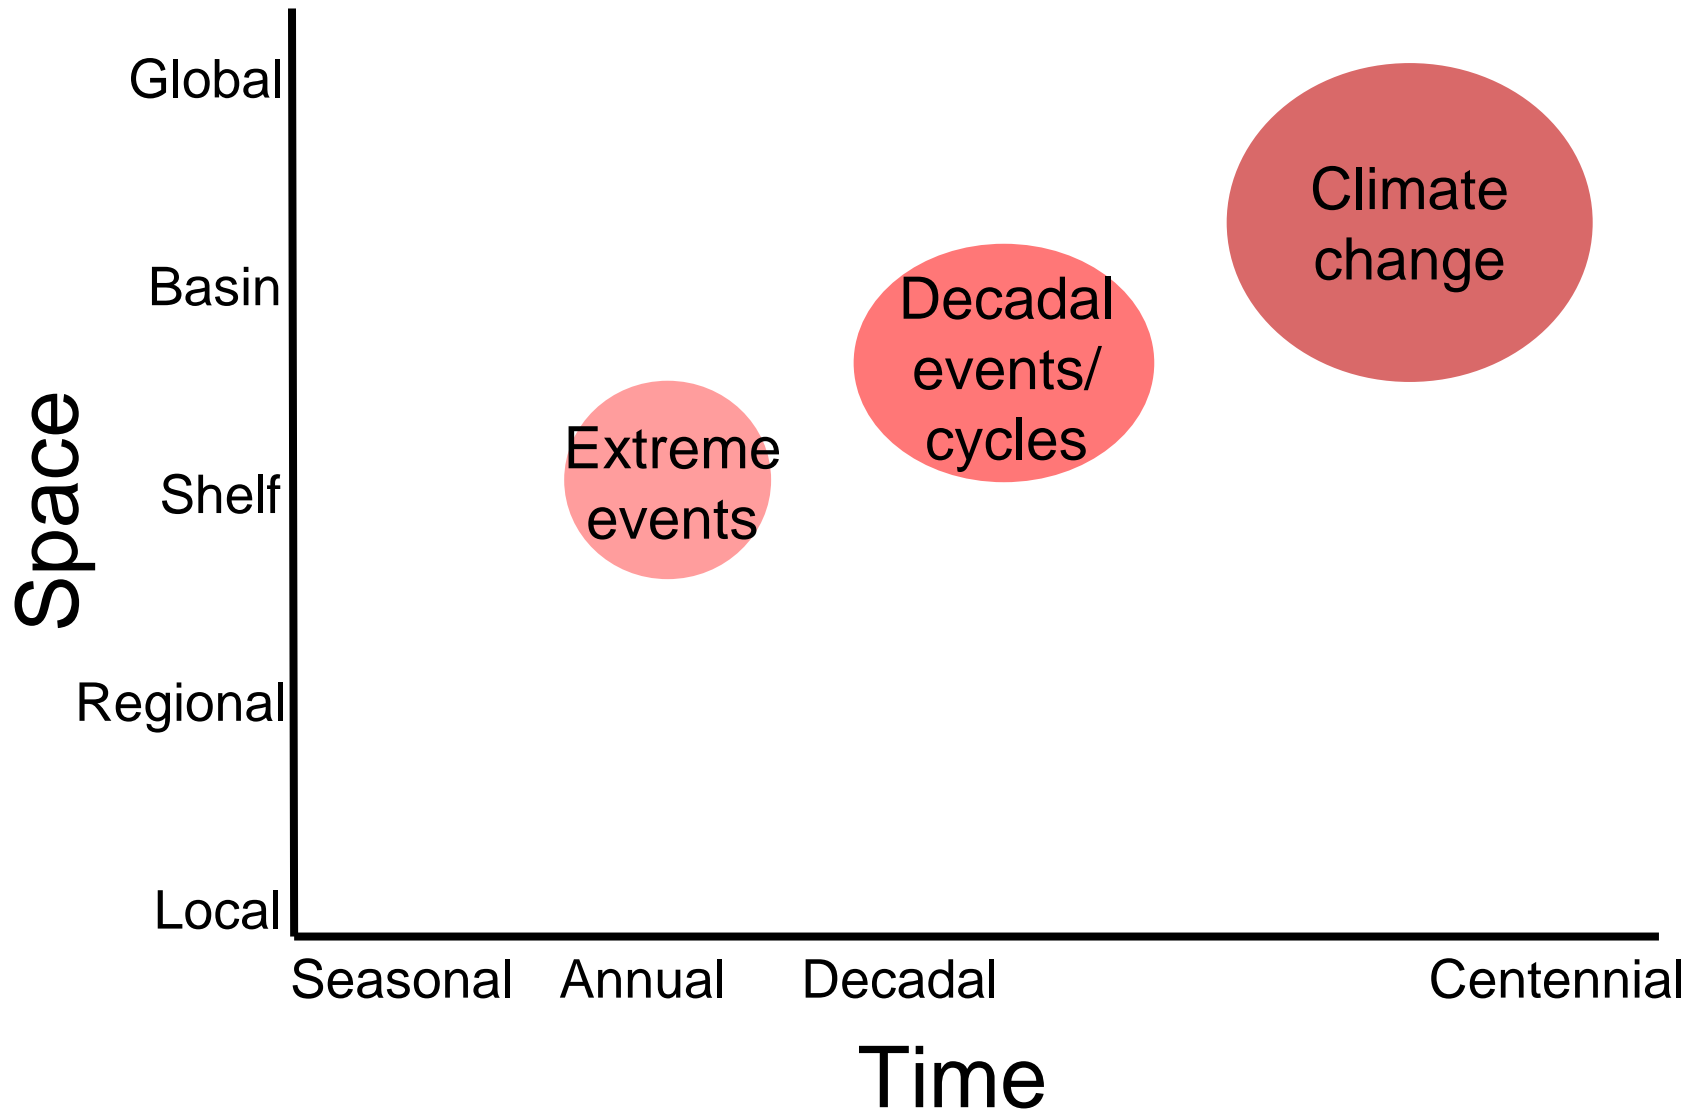 Global
Climate
change
Basin
Decadal
events/
cycles
Extreme
events
Shelf
Space
Regional
Local
Seasonal Annual Decadal Centennial
Time